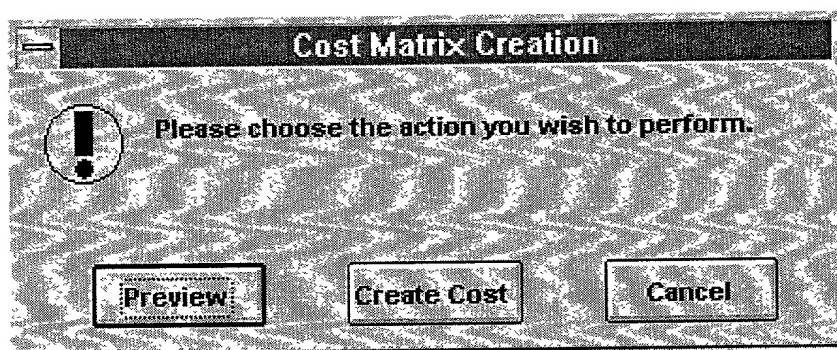 Cost Matrix Creation
Please choose the action you wish to perform.
Preview Create Cost Cancel